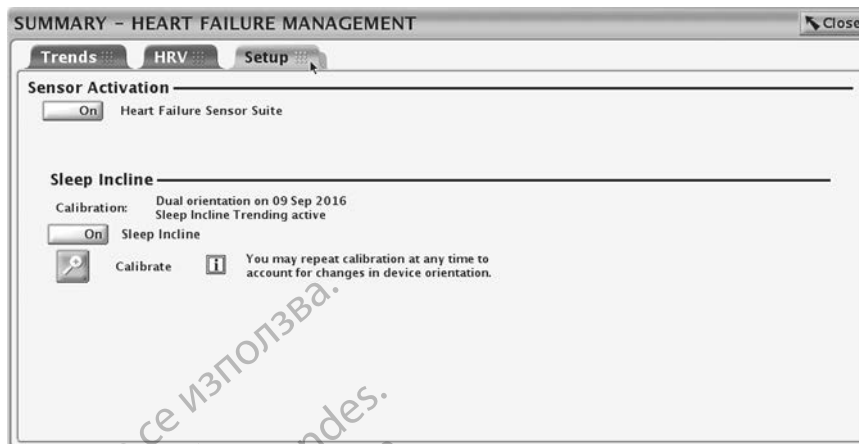 SUMMARY - HEART FAILURE MANAGEMENT
Close
Trends
HRV
Setup
Sensor Activation
On
Heart Failure Sensor Suite
Sleep Incline
Calibration:
Dual orientation on 09 Sep 2016
Sleep Incline Trending active
On
Sleep Incline
Calibrate
i
You may repeat calibration at any time to
account for changes in device orientation.
се използва.